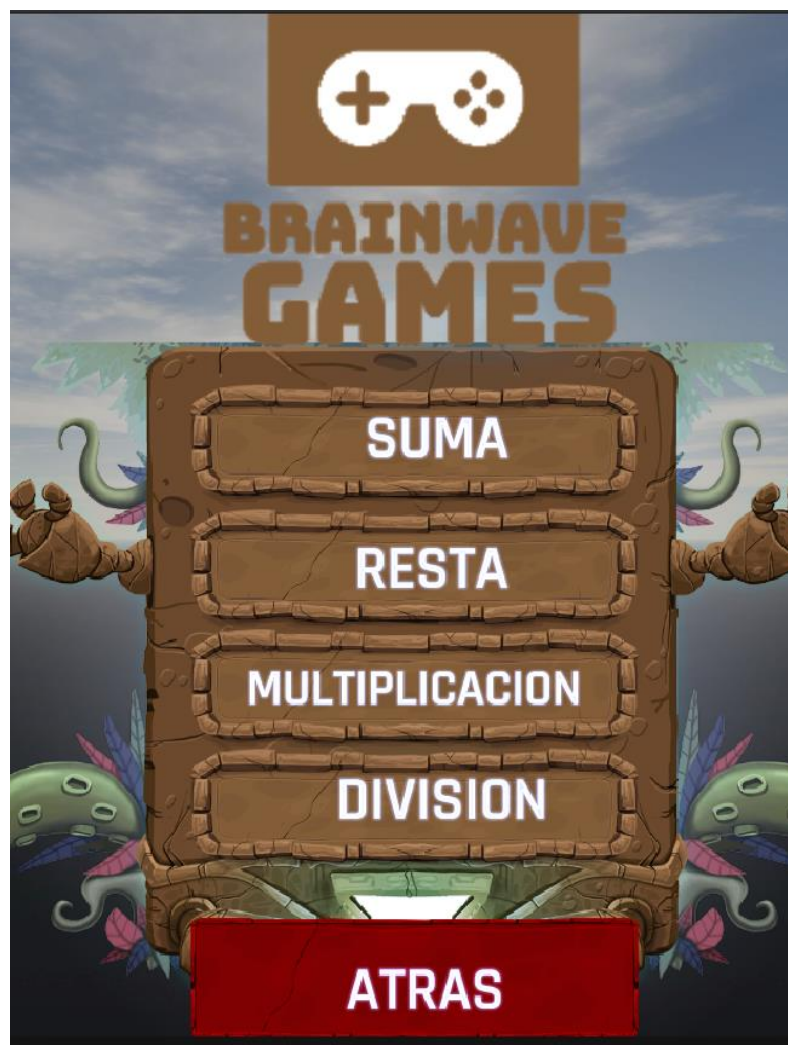 BRAINWAVE
GAMES
SUMA
RESTA
MULTIPLICACION
DIVISION
ATRAS